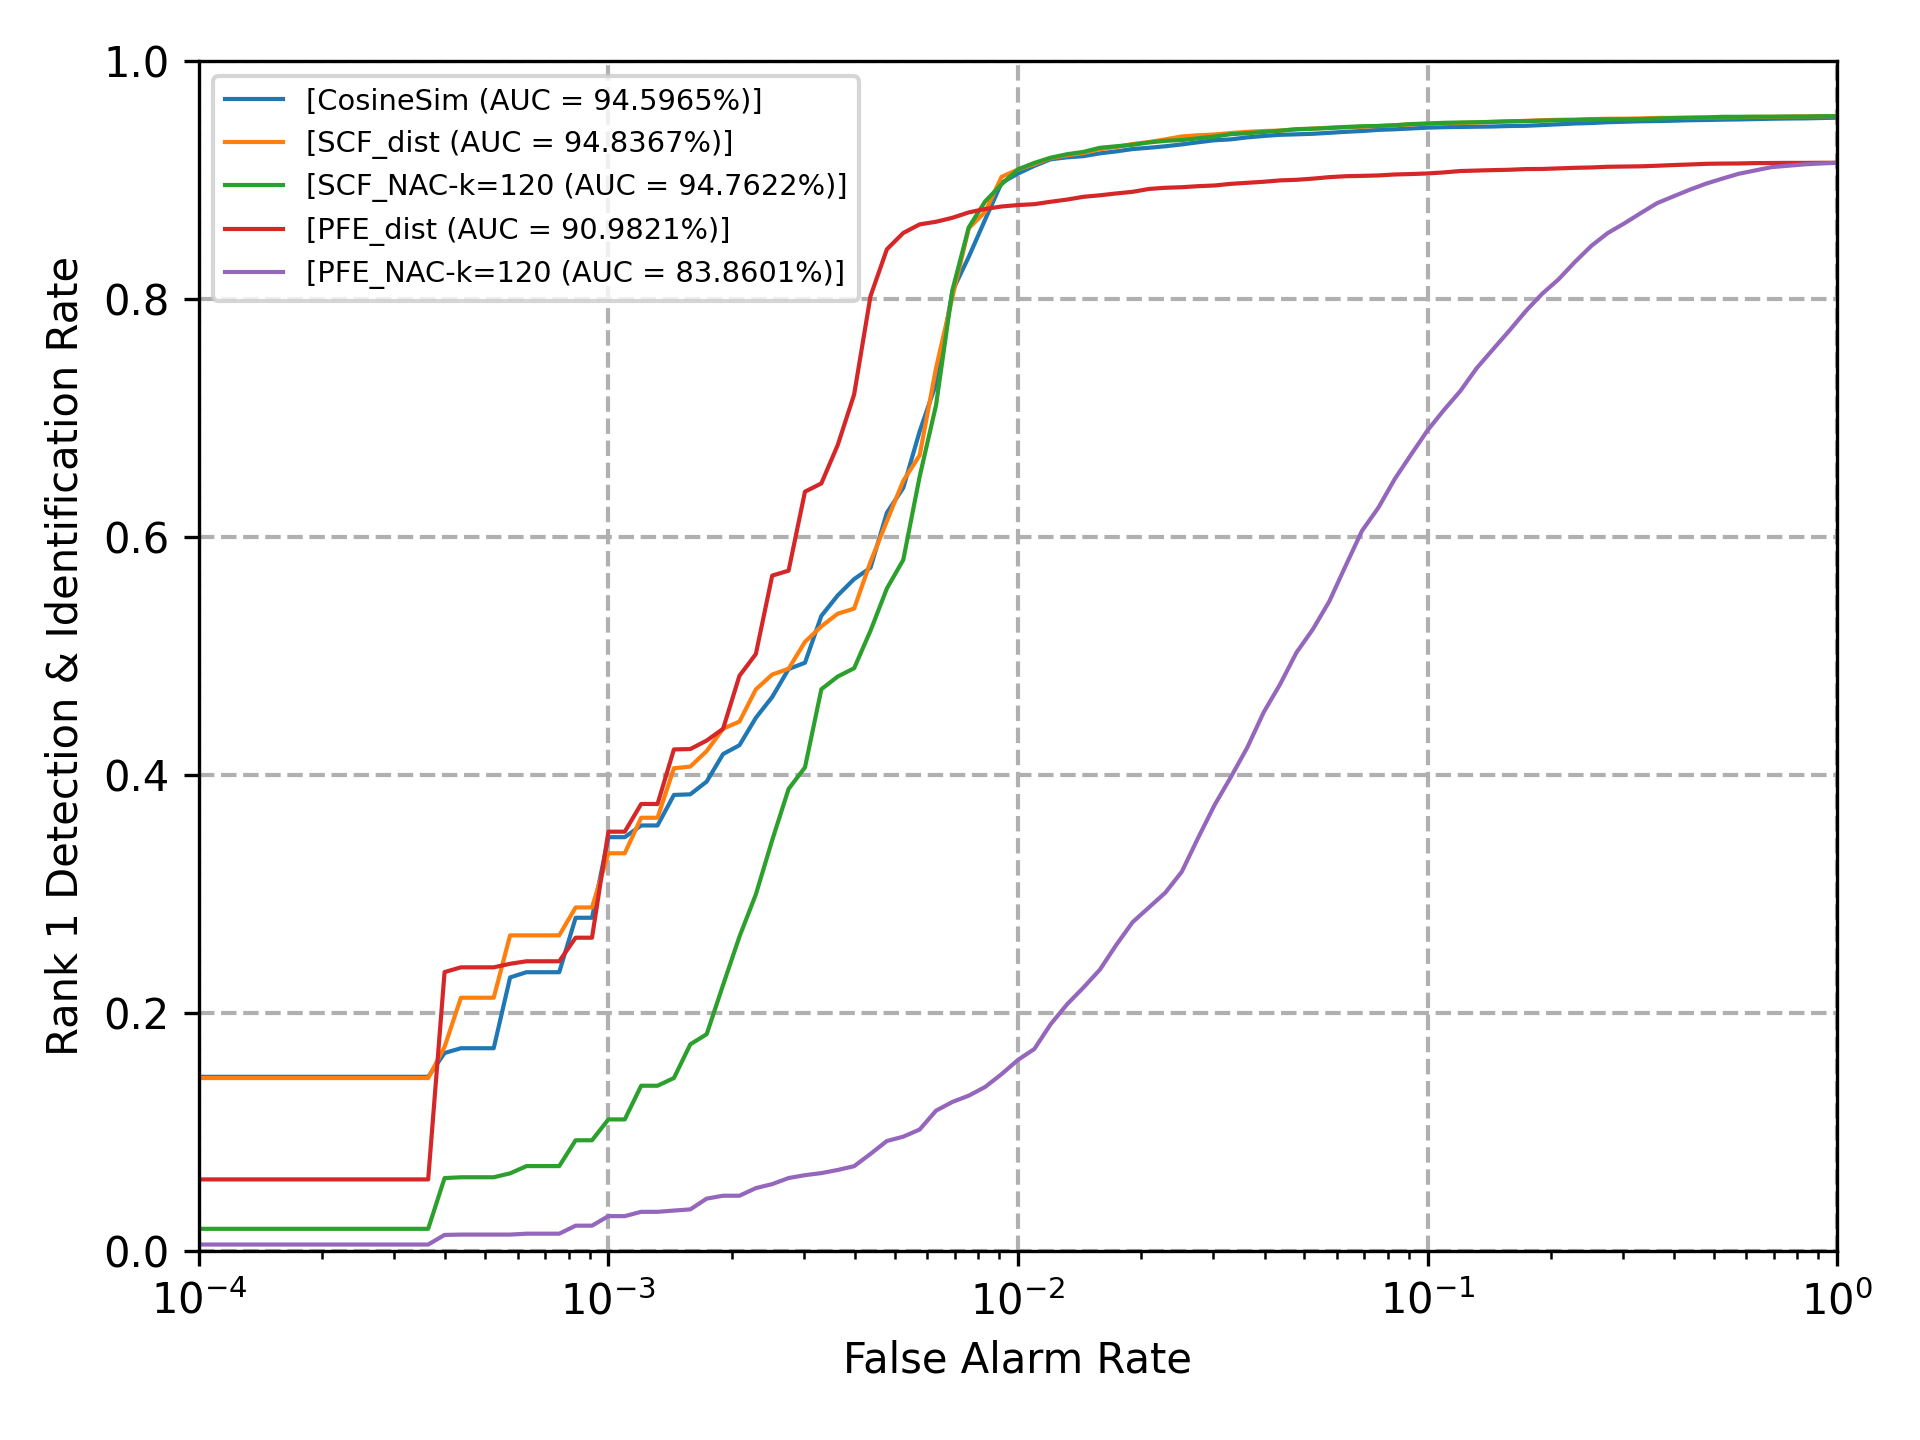 [CosineSim (AUC = 94.5965%)]
[SCF_dist (AUC = 94.8367%)]
[SCF_NAC-k=120 (AUC = 94.7622%)]
[PFE_dist (AUC = 90.9821%)]
[PFE_NAC-k=120 (AUC = 83.8601%)]
Rank 1 Detection & Identification Rate
1.0
0.8
0.6
0.4
0.2
0.0
10⁻⁴ 10⁻³ 10⁻² 10⁻¹ 10⁰
False Alarm Rate